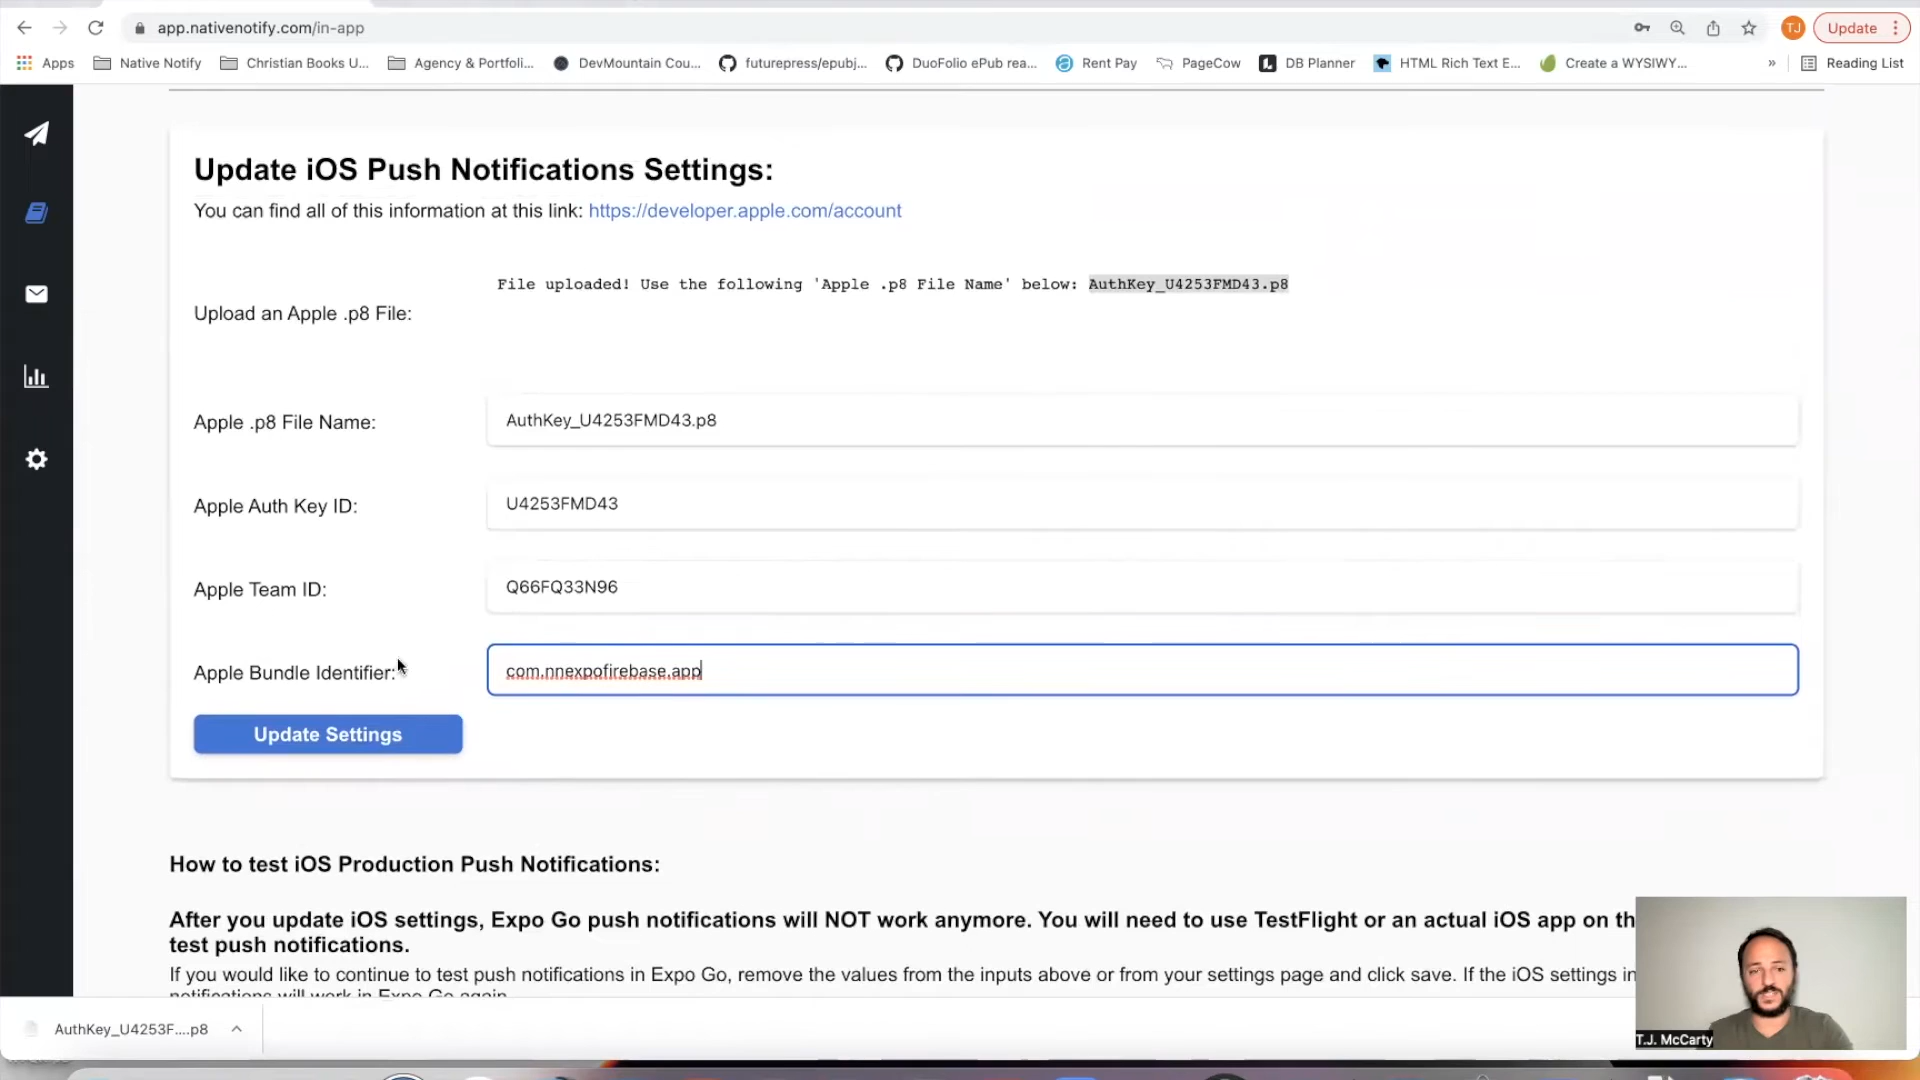 app.nativenotify.com/in-app
TJ
Update
Apps
Native Notify
Christian Books U...
Agency & Portfoli...
DevMountain Cou...
futurepress/epubj...
DuoFolio ePub rea...
Rent Pay
PageCow
DB Planner
HTML Rich Text E...
Create a WYSIWY...
»
Reading List
Update iOS Push Notifications Settings:
You can find all of this information at this link: https://developer.apple.com/account
File uploaded! Use the following 'Apple .p8 File Name' below: AuthKey_U4253FMD43.p8
Upload an Apple .p8 File:
Apple .p8 File Name:
AuthKey_U4253FMD43.p8
Apple Auth Key ID:
U4253FMD43
Apple Team ID:
Q66FQ33N96
Apple Bundle Identifier:
com.nnexpofirebase.app
Update Settings
How to test iOS Production Push Notifications:
After you update iOS settings, Expo Go push notifications will NOT work anymore. You will need to use TestFlight or an actual iOS app on th
test push notifications.
If you would like to continue to test push notifications in Expo Go, remove the values from the inputs above or from your settings page and click save. If the iOS settings in
notifications will work in Expo Go again
AuthKey_U4253F....p8
T.J. McCarty